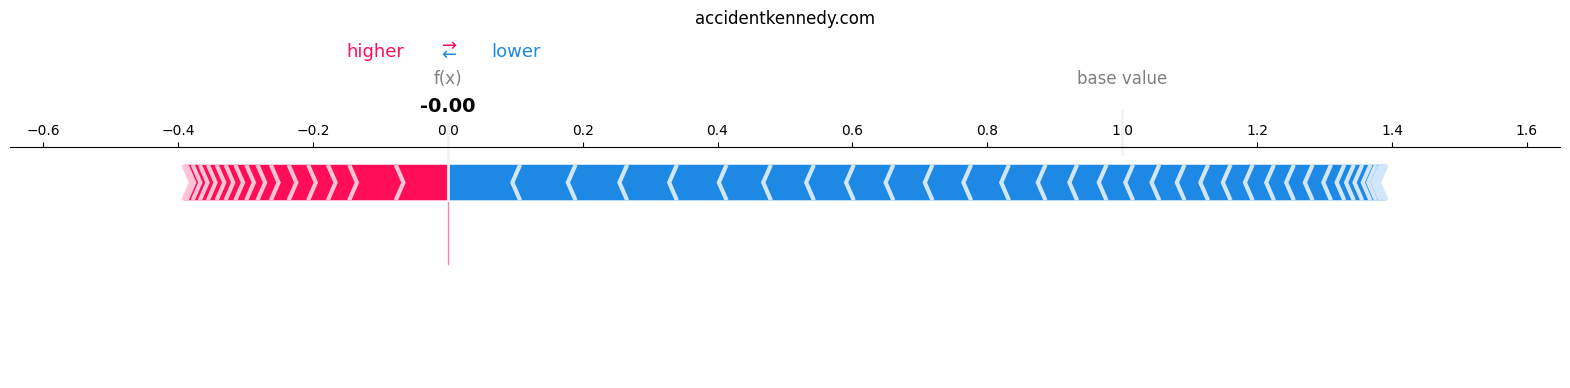 accidentkennedy.com
higher ⇄ lower
f(x) base value
-0.00
−0.6 −0.4 −0.2 0.0 0.2 0.4 0.6 0.8 1.0 1.2 1.4 1.6